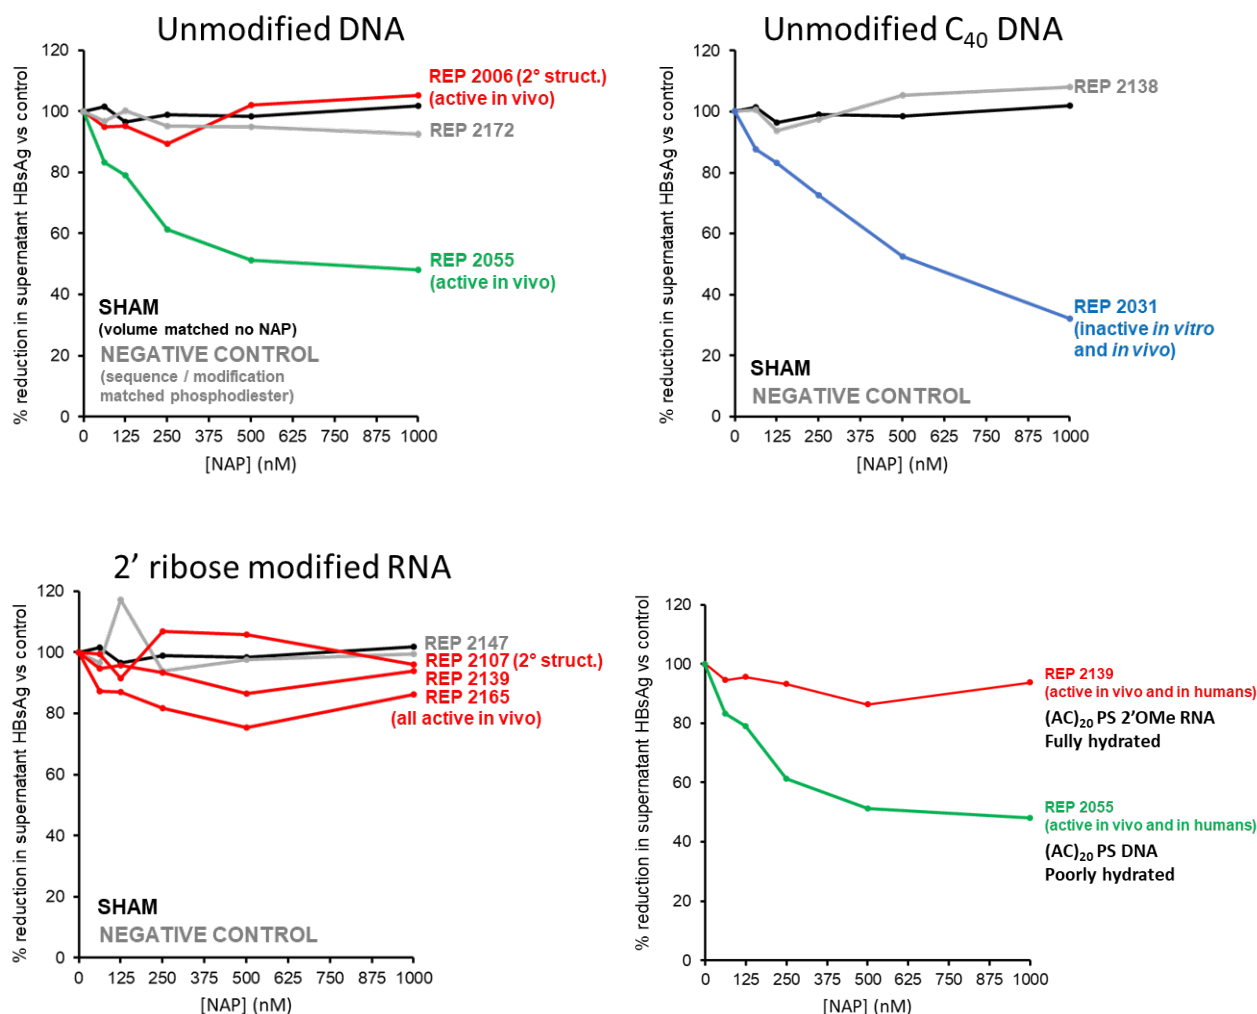 Unmodified DNA
% reduction in supernatant HBsAg vs control
120
100
80
60
40
20
0
REP 2006 (2° struct.)
(active in vivo)
REP 2172
REP 2055
(active in vivo)
SHAM
(volume matched no NAP)
NEGATIVE CONTROL
(sequence / modification
matched phosphodiester)
0 125 250 375 500 625 750 875 1000
[NAP] (nM)
Unmodified C40 DNA
% reduction in supernatant HBsAg vs control
120
100
80
60
40
20
0
REP 2138
REP 2031
(inactive in vitro
and in vivo)
SHAM
NEGATIVE CONTROL
0 125 250 375 500 625 750 875 1000
[NAP] (nM)
2’ ribose modified RNA
% reduction in supernatant HBsAg vs control
120
100
80
60
40
20
0
REP 2147
REP 2107 (2° struct.)
REP 2139
REP 2165
(all active in vivo)
SHAM
NEGATIVE CONTROL
0 125 250 375 500 625 750 875 1000
[NAP] (nM)
% reduction in supernatant HBsAg vs control
120
100
80
60
40
20
0
REP 2139
(active in vivo and in humans)
(AC)20 PS 2’OMe RNA
Fully hydrated
REP 2055
(active in vivo and in humans)
(AC)20 PS DNA
Poorly hydrated
0 125 250 375 500 625 750 875 1000
[NAP] (nM)